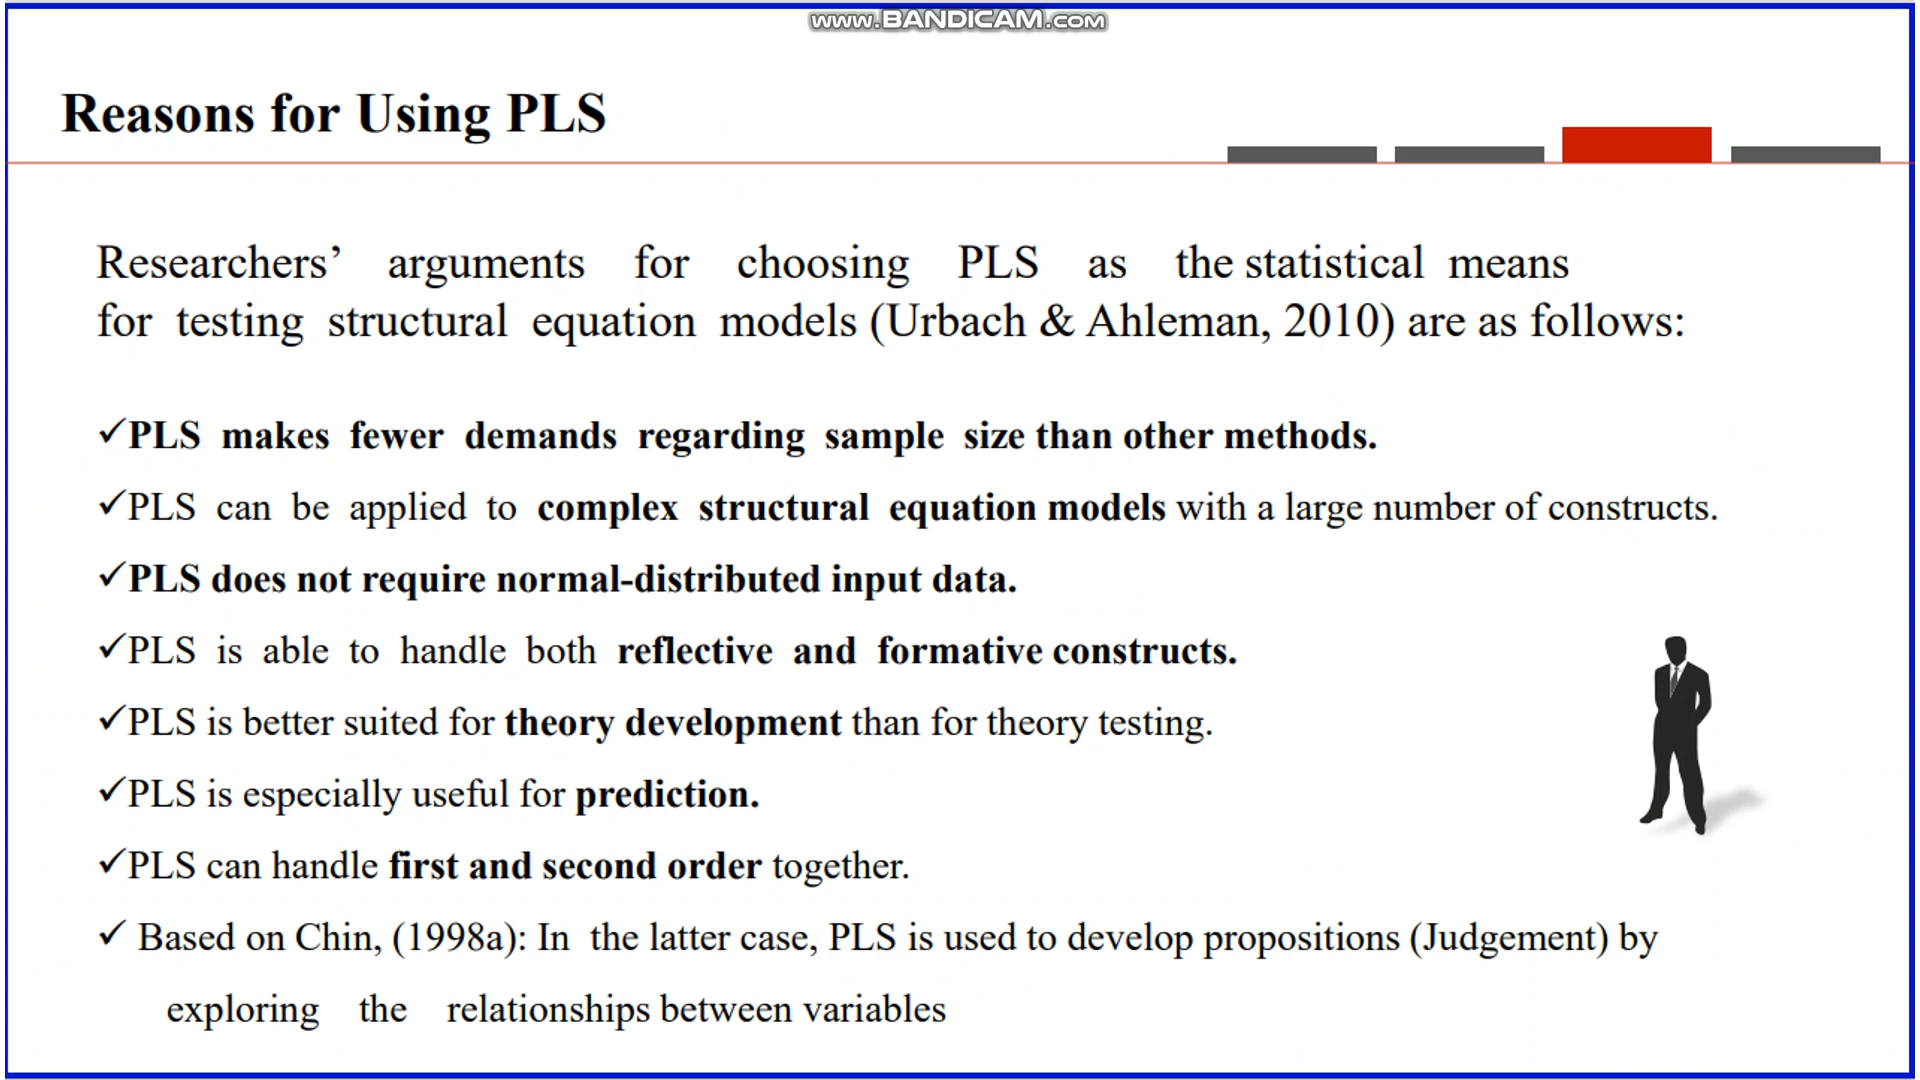 www.BANDICAM.com
Reasons for Using PLS
Researchers’ arguments for choosing PLS as the statistical means
for testing structural equation models (Urbach & Ahleman, 2010) are as follows:
✓PLS makes fewer demands regarding sample size than other methods.
✓PLS can be applied to complex structural equation models with a large number of constructs.
✓PLS does not require normal-distributed input data.
✓PLS is able to handle both reflective and formative constructs.
✓PLS is better suited for theory development than for theory testing.
✓PLS is especially useful for prediction.
✓PLS can handle first and second order together.
✓ Based on Chin, (1998a): In the latter case, PLS is used to develop propositions (Judgement) by
exploring the relationships between variables